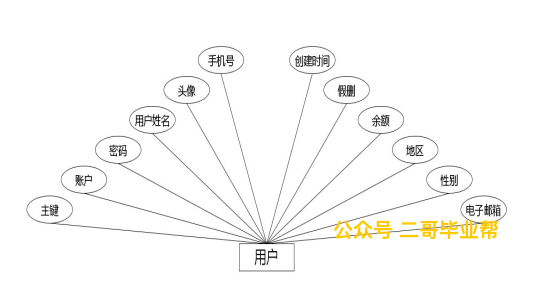 手机号
创建时间
头像
假删
用户姓名
余额
密码
地区
账户
性别
主键
电子邮箱
公众号 二哥毕业帮
用户